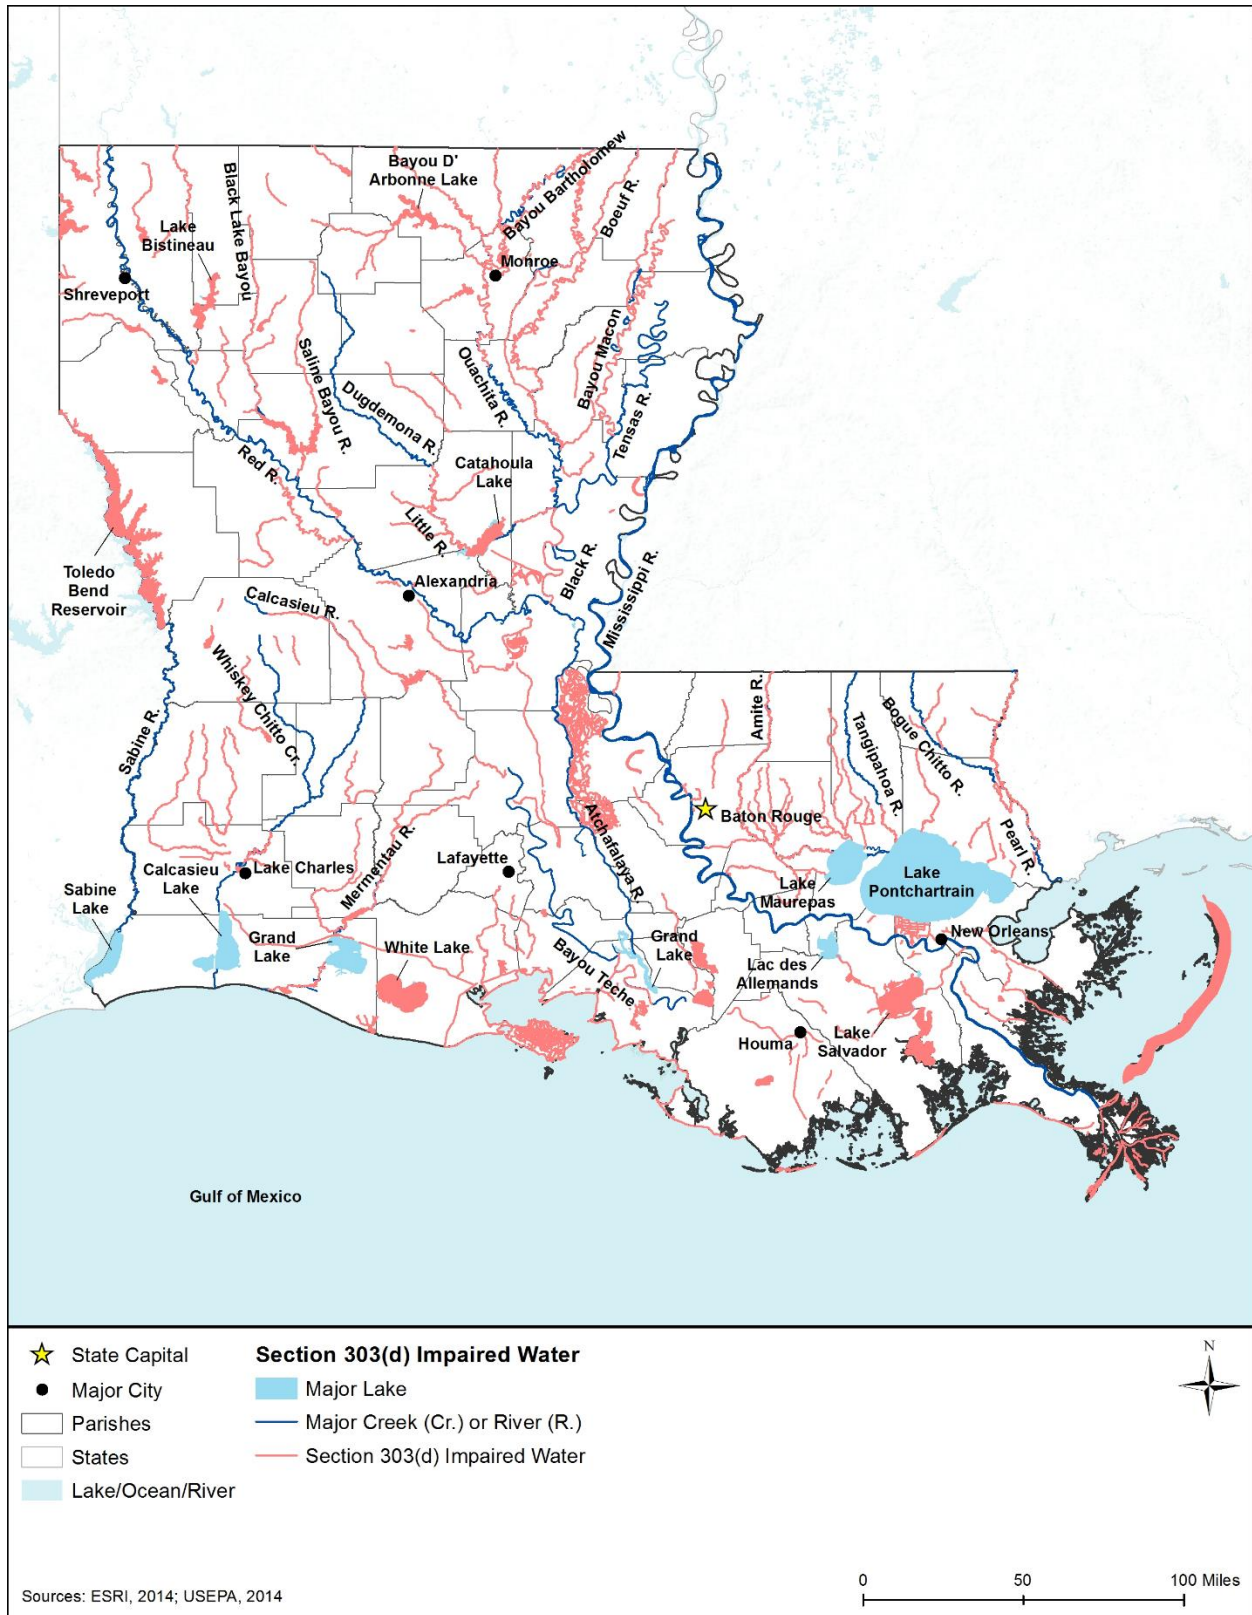 Bayou D'
Arbonne Lake
Bayou Bartholomew
Black Lake Bayou
Boeuf R.
Lake
Bistineau
Monroe
Shreveport
Saline Bayou R.
Ouachita R.
Bayou Macon
Dugdemona R.
Tensas R.
Red R.
Catahoula
Lake
Little R.
Black R.
Mississippi R.
Toledo
Bend
Reservoir
Alexandria
Calcasieu R.
Whiskey Chitto Cr.
Sabine R.
Amite R.
Tangipahoa R.
Bogue Chitto R.
Pearl R.
Baton Rouge
Atchafalaya R.
Mermentau R.
Lafayette
Lake Charles
Calcasieu
Lake
Sabine
Lake
Grand
Lake
White Lake
Bayou Teche
Grand
Lake
Lake
Maurepas
Lake
Pontchartrain
New Orleans
Lac des
Allemands
Houma
Lake
Salvador
Gulf of Mexico
State Capital
Major City
Parishes
States
Lake/Ocean/River
Section 303(d) Impaired Water
Major Lake
Major Creek (Cr.) or River (R.)
Section 303(d) Impaired Water
N
Sources: ESRI, 2014; USEPA, 2014
0 50 100 Miles